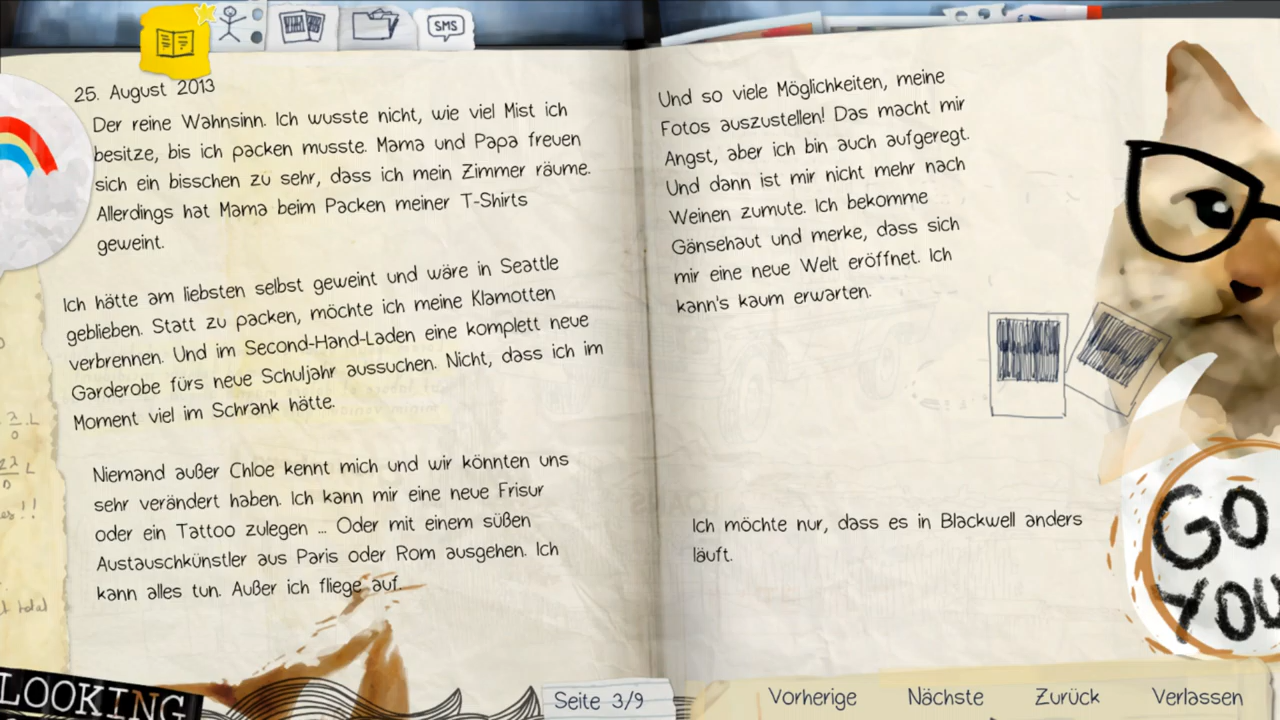 SMS
25. August 2013
Der reine Wahnsinn. Ich wusste nicht, wie viel Mist ich
besitze, bis ich packen musste. Mama und Papa freuen
sich ein bisschen zu sehr, dass ich mein Zimmer räume.
Allerdings hat Mama beim Packen meiner T-Shirts
geweint.
Ich hätte am liebsten selbst geweint und wäre in Seattle
geblieben. Statt zu packen, möchte ich meine Klamotten
verbrennen. Und im Second-Hand-Laden eine komplett neue
Garderobe fürs neue Schuljahr aussuchen. Nicht, dass ich im
Moment viel im Schrank hätte.
Niemand außer Chloe kennt mich und wir könnten uns
sehr verändert haben. Ich kann mir eine neue Frisur
oder ein Tattoo zulegen ... Oder mit einem süßen
Austauschkünstler aus Paris oder Rom ausgehen. Ich
kann alles tun. Außer ich fliege auf.
Und so viele Möglichkeiten, meine
Fotos auszustellen! Das macht mir
Angst, aber ich bin auch aufgeregt.
Und dann ist mir nicht mehr nach
Weinen zumute. Ich bekomme
Gänsehaut und merke, dass sich
mir eine neue Welt eröffnet. Ich
kann's kaum erwarten.
Ich möchte nur, dass es in Blackwell anders
läuft.
GO
YOU
LOOKING
Seite 3/9
Vorherige
Nächste
Zurück
Verlassen